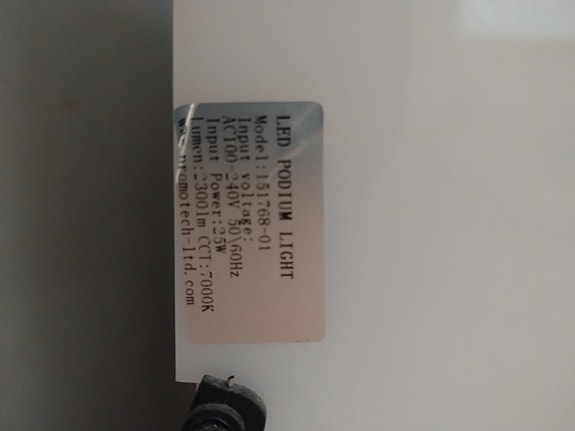 LED PODIUM LIGHT
Model:151768-01
Input voltage:
AC100-240V 50\60Hz
Input Power:25W
Lumen:2300lm CCT:7000K
www.promotech-ltd.com